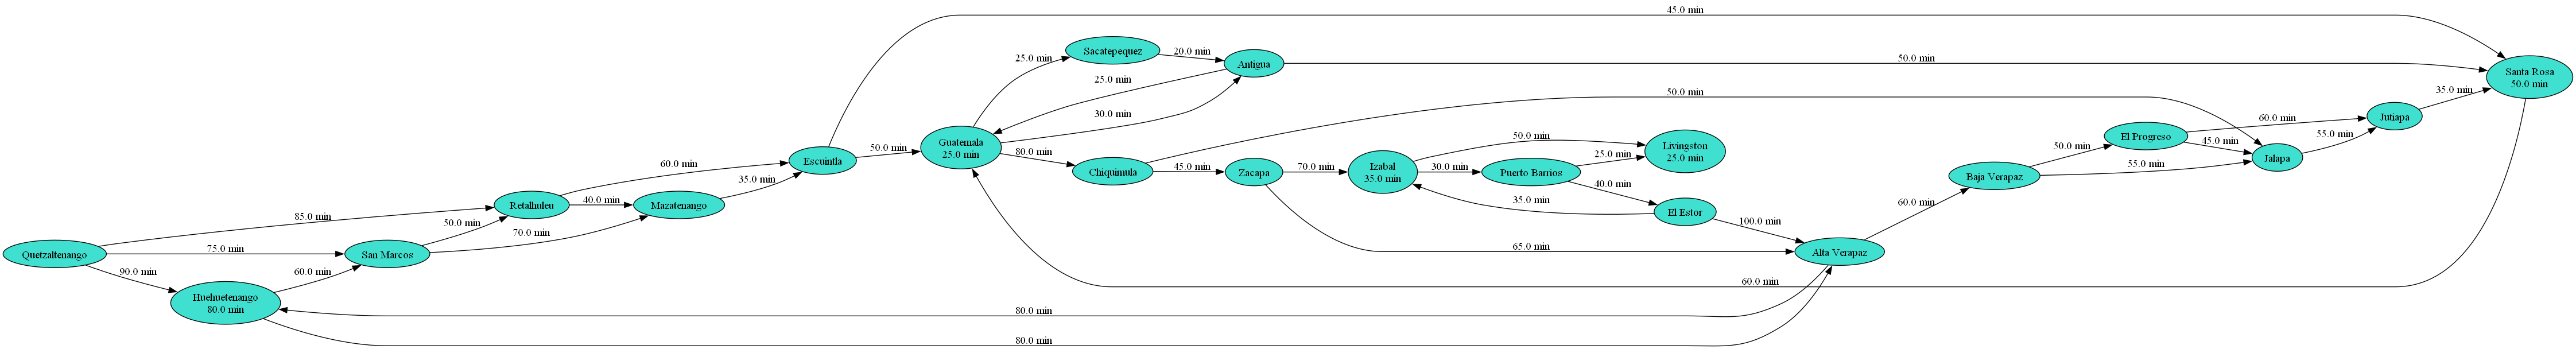 45.0 min
Sacatepequez
20.0 min
25.0 min
Antigua
50.0 min
Santa Rosa
50.0 min
25.0 min
50.0 min
35.0 min
30.0 min
Jutiapa
60.0 min
El Progreso
50.0 min
Livingston
25.0 min
Guatemala
25.0 min
80.0 min
50.0 min
Escuintla
60.0 min
45.0 min
55.0 min
Jalapa
50.0 min
55.0 min
Chiquimula
45.0 min
Zacapa
70.0 min
Izabal
35.0 min
30.0 min
Puerto Barrios
25.0 min
Baja Verapaz
35.0 min
40.0 min
Retalhuleu
40.0 min
Mazatenango
35.0 min
El Estor
60.0 min
85.0 min
50.0 min
100.0 min
70.0 min
Quetzaltenango
75.0 min
San Marcos
65.0 min
Alta Verapaz
90.0 min
60.0 min
60.0 min
Huehuetenango
80.0 min
80.0 min
80.0 min